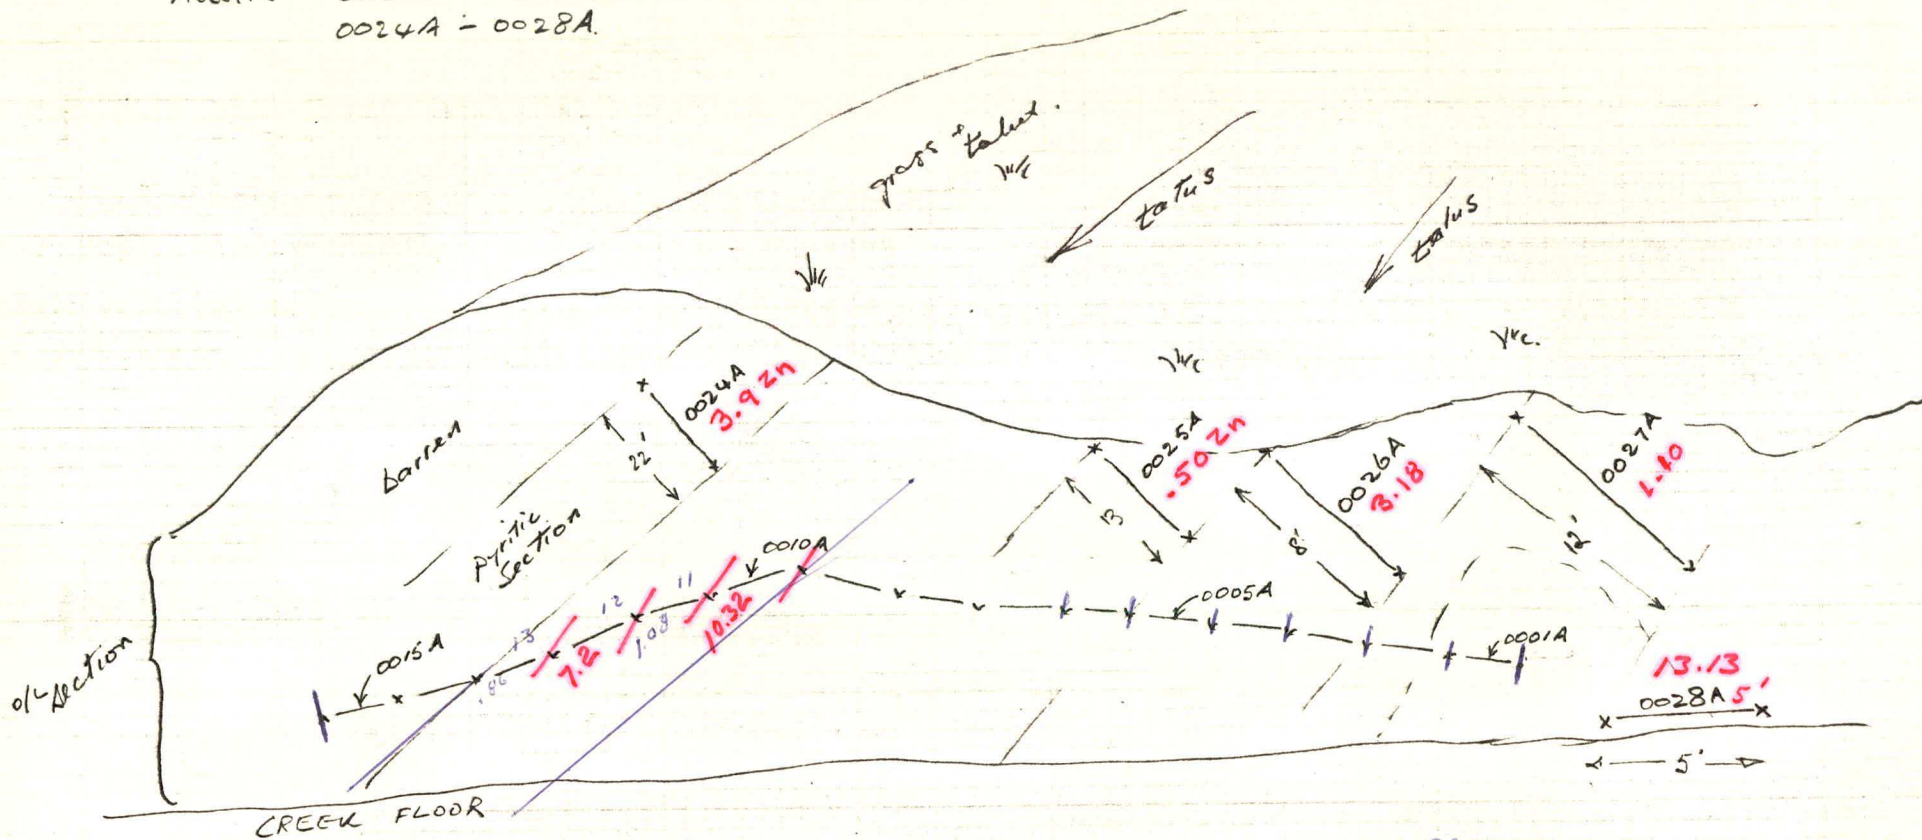 0024A - 0028A.
grass + talus.
talus
talus
barren
22'
0024A
3.9 Zn
pyritic
section
0025A
.50 Zn
13
0026A
3.18
8'
0027A
1.40
12'
0010A
11
10.32
12
1.08
13
7.2
.86
0015A
0005A
0001A
o/c section
13.13
0028A 5'
5'
CREEK FLOOR